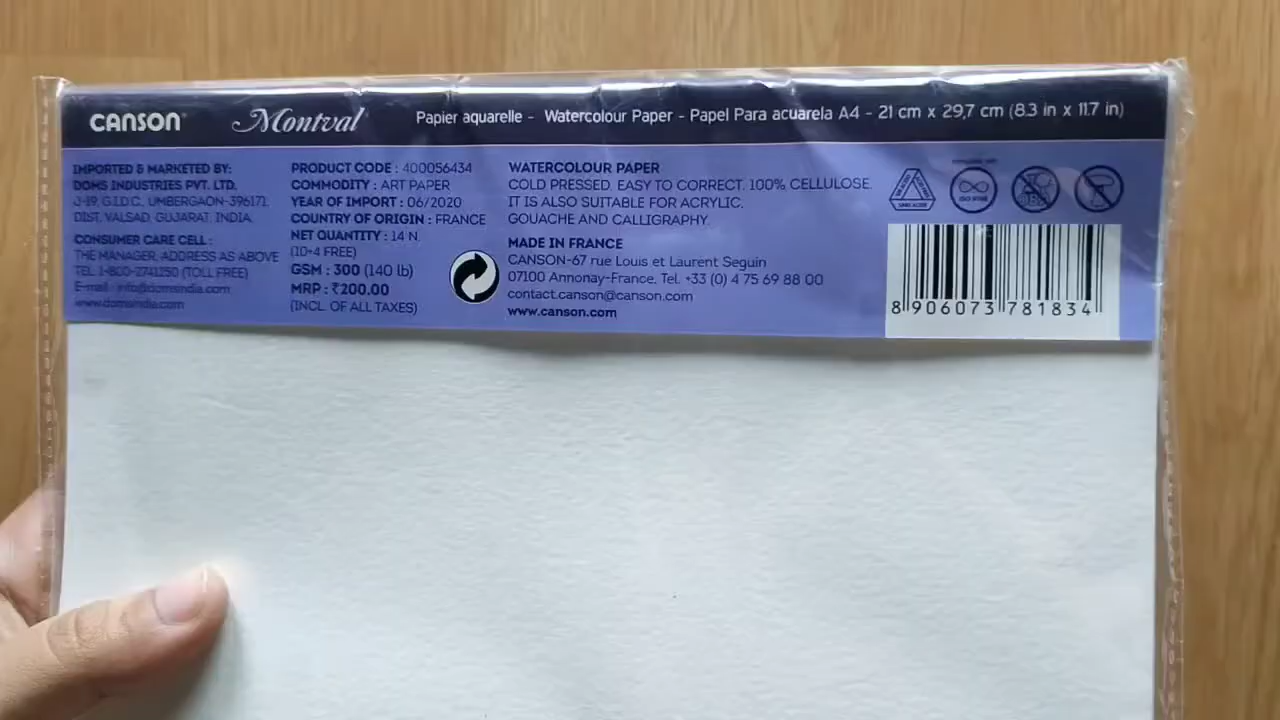 CANSON Montval Papier aquarelle - Watercolour Paper - Papel Para acuarela A4 - 21 cm x 29,7 cm (8.3 in x 11.7 in)
IMPORTED & MARKETED BY:
DOMS INDUSTRIES PVT. LTD.
J-19, G.I.D.C, UMBERGAON-396171,
DIST. VALSAD, GUJARAT, INDIA.
CONSUMER CARE CELL :
THE MANAGER, ADDRESS AS ABOVE
TEL. 1-800-2741250 (TOLL FREE)
E-mail : info@domsindia.com
www.domsindia.com
PRODUCT CODE : 400056434
COMMODITY : ART PAPER
YEAR OF IMPORT : 06/2020
COUNTRY OF ORIGIN : FRANCE
NET QUANTITY : 14 N.
(10+4 FREE)
GSM : 300 (140 lb)
MRP : ₹200.00
(INCL. OF ALL TAXES)
WATERCOLOUR PAPER
COLD PRESSED. EASY TO CORRECT. 100% CELLULOSE.
IT IS ALSO SUITABLE FOR ACRYLIC,
GOUACHE AND CALLIGRAPHY.
MADE IN FRANCE
CANSON-67 rue Louis et Laurent Seguin
07100 Annonay-France. Tel. +33 (0) 4 75 69 88 00
contact.canson@canson.com
www.canson.com
SANS ACIDE
ISO 9706
8 906073 781834